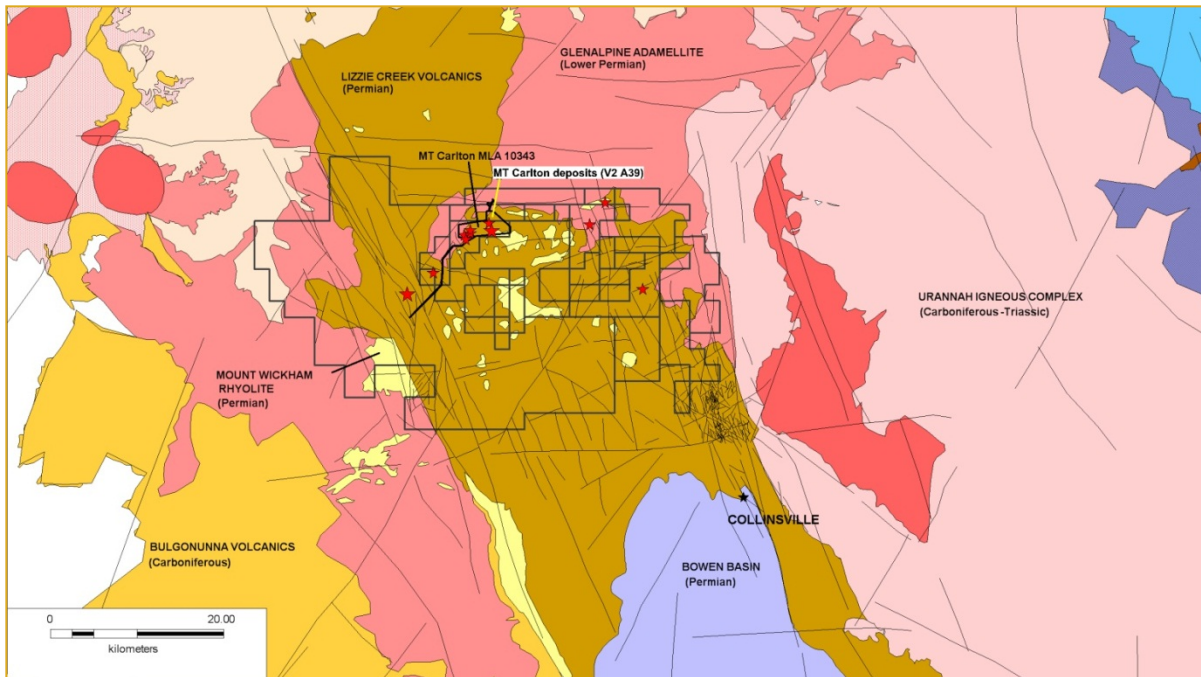 GLENALPINE ADAMELLITE
(Lower Permian)
LIZZIE CREEK VOLCANICS
(Permian)
MT Carlton MLA 10343
MT Carlton deposits (V2 A39)
URANNAH IGNEOUS COMPLEX
(Carboniferous -Triassic)
MOUNT WICKHAM
RHYOLITE
(Permian)
COLLINSVILLE
BULGONUNNA VOLCANICS
(Carboniferous)
BOWEN BASIN
(Permian)
0 20.00
kilometers